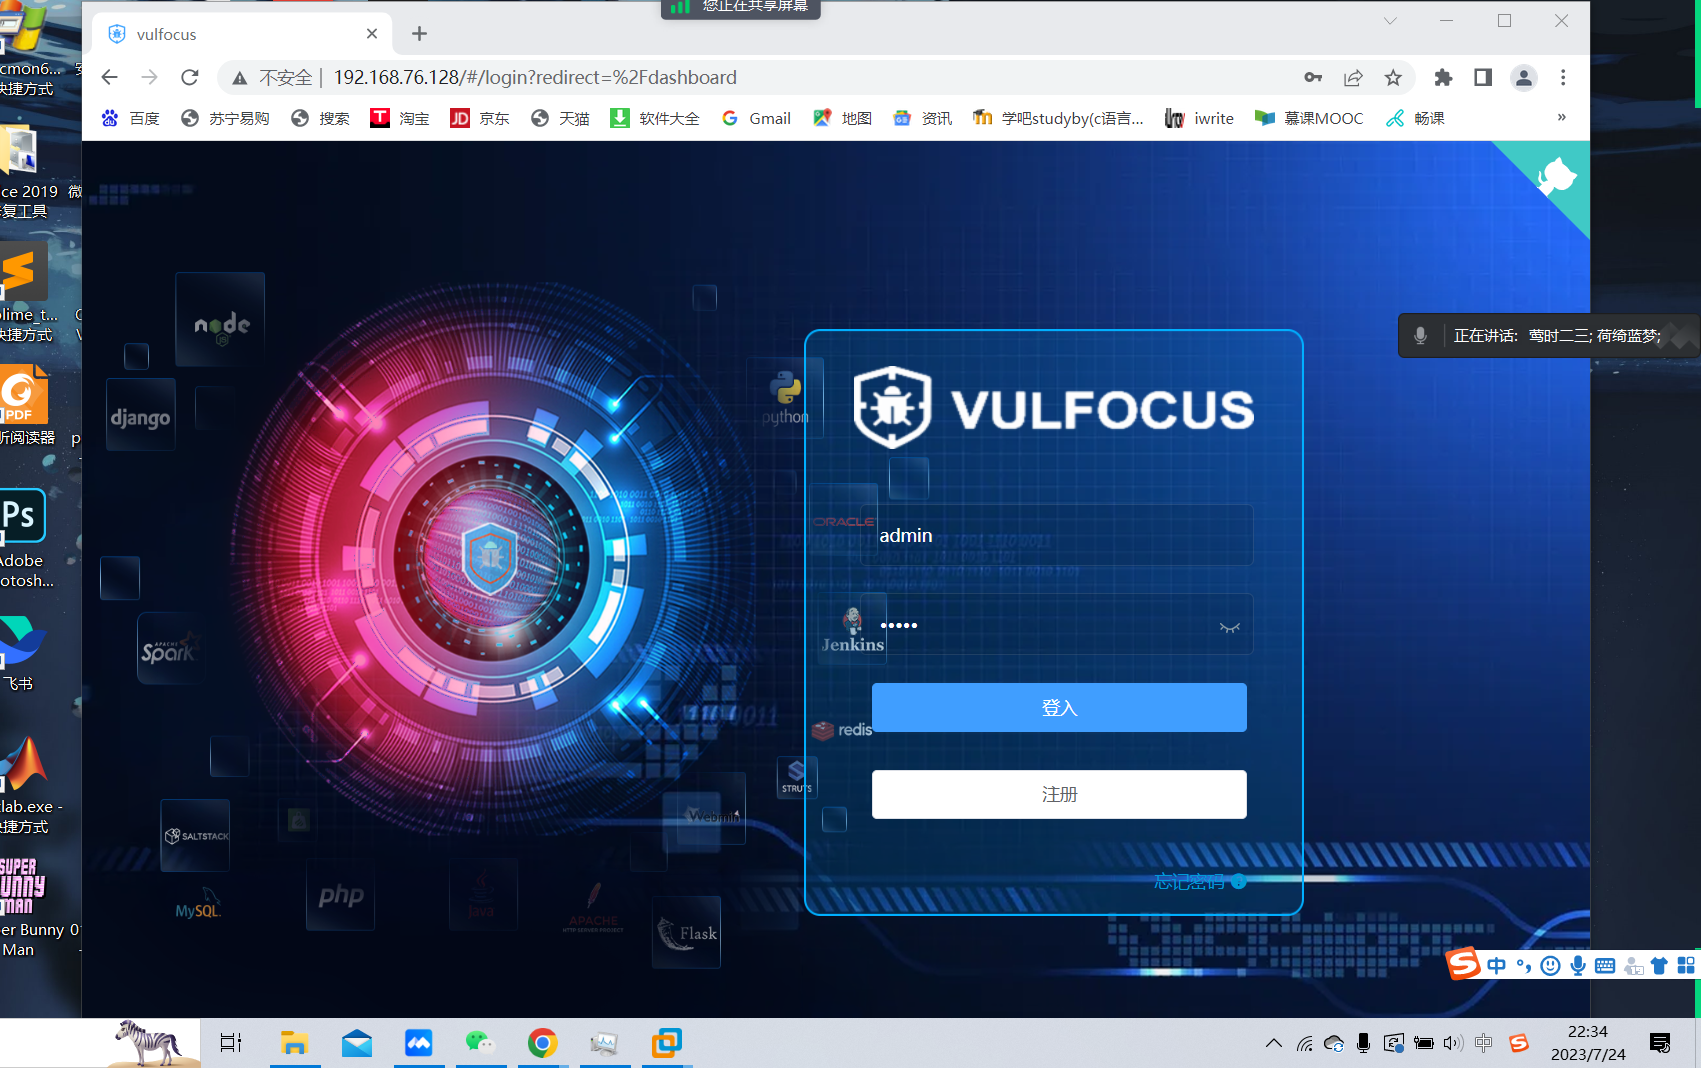 您正在共享屏幕
vulfocus
不安全 | 192.168.76.128/#/login?redirect=%2Fdashboard
百度 苏宁易购 搜索 淘宝 京东 天猫 软件大全 Gmail 地图 资讯 学吧studyby(c语言... iwrite 慕课MOOC 畅课 »
cmon6...
快捷方式
ce 2019 微
复工具
blime_t...
快捷方式
PDF
听阅读器
Ps
Adobe
otosh...
飞书
lab.exe -
快捷方式
SUPER
BUNNY
MAN
er Bunny 01
Man
node
django
python
ORACLE
Jenkins
APACHE
Spark
redis
STRUTS
Webmin
SALTSTACK
MySQL
php
Java
APACHE
HTTP SERVER PROJECT
Flask
VULFOCUS
admin
•••••
登入
注册
忘记密码
正在讲话: 莺时二三; 荷绮蓝梦;
中
22:34
2023/7/24